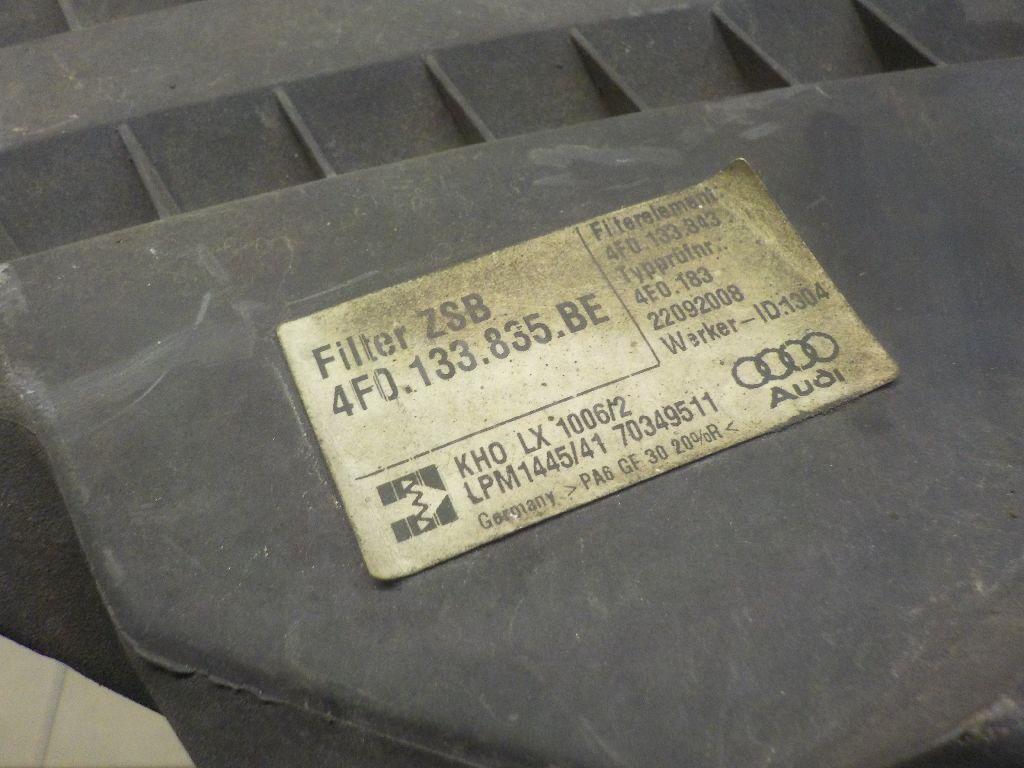 Filter ZSB
4F0.133.835.BE
Filterelement:
4F0.133.843
Typprüfnr.:
4E0 183
22092008
Werker-ID:1304
KHO LX 1006/2
LPM1445/41 70349511
Germany >PA6 GF 30 20%R<
Audi